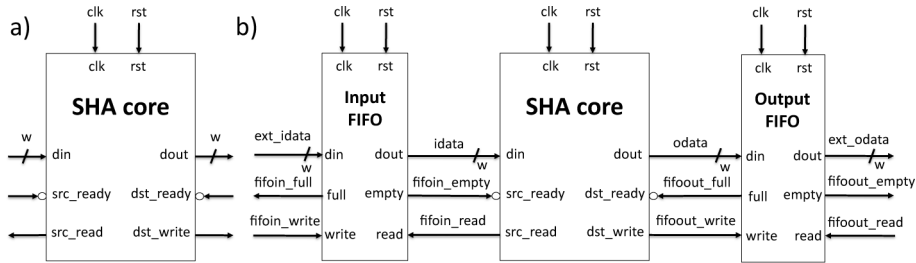 a)
clk rst
clk rst
SHA core
w
w
din dout
src_ready dst_ready
src_read dst_write
b)
clk rst
clk rst
Input
FIFO
ext_idata
w
din dout
fifoin_full
full empty
fifoin_write
write read
idata
w
fifoin_empty
fifoin_read
clk rst
clk rst
SHA core
din dout
src_ready dst_ready
src_read dst_write
odata
w
fifoout_full
fifoout_write
clk rst
clk rst
Output
FIFO
din dout
full empty
write read
ext_odata
w
fifoout_empty
fifoout_read